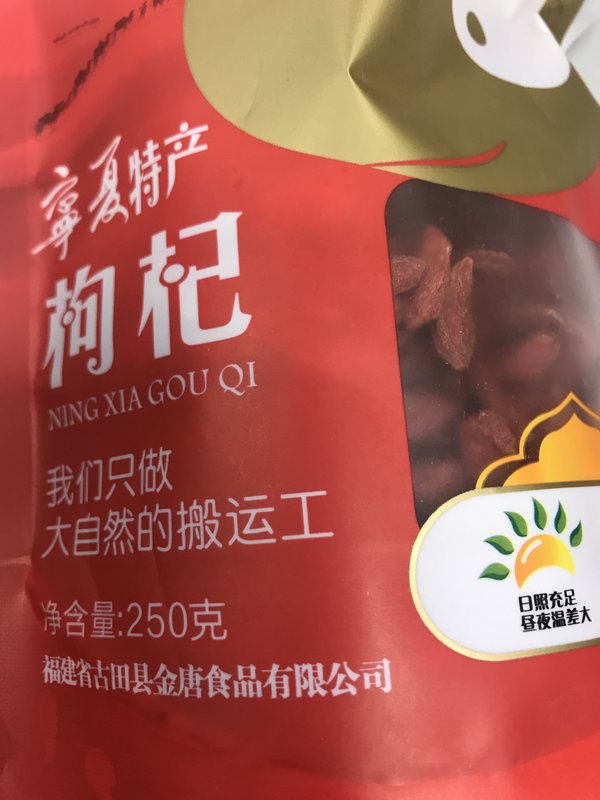 寧夏特产
枸杞
NING XIA GOU QI
我们只做
大自然的搬运工
净含量:250克
福建省古田县金唐食品有限公司
日照充足
昼夜温差大